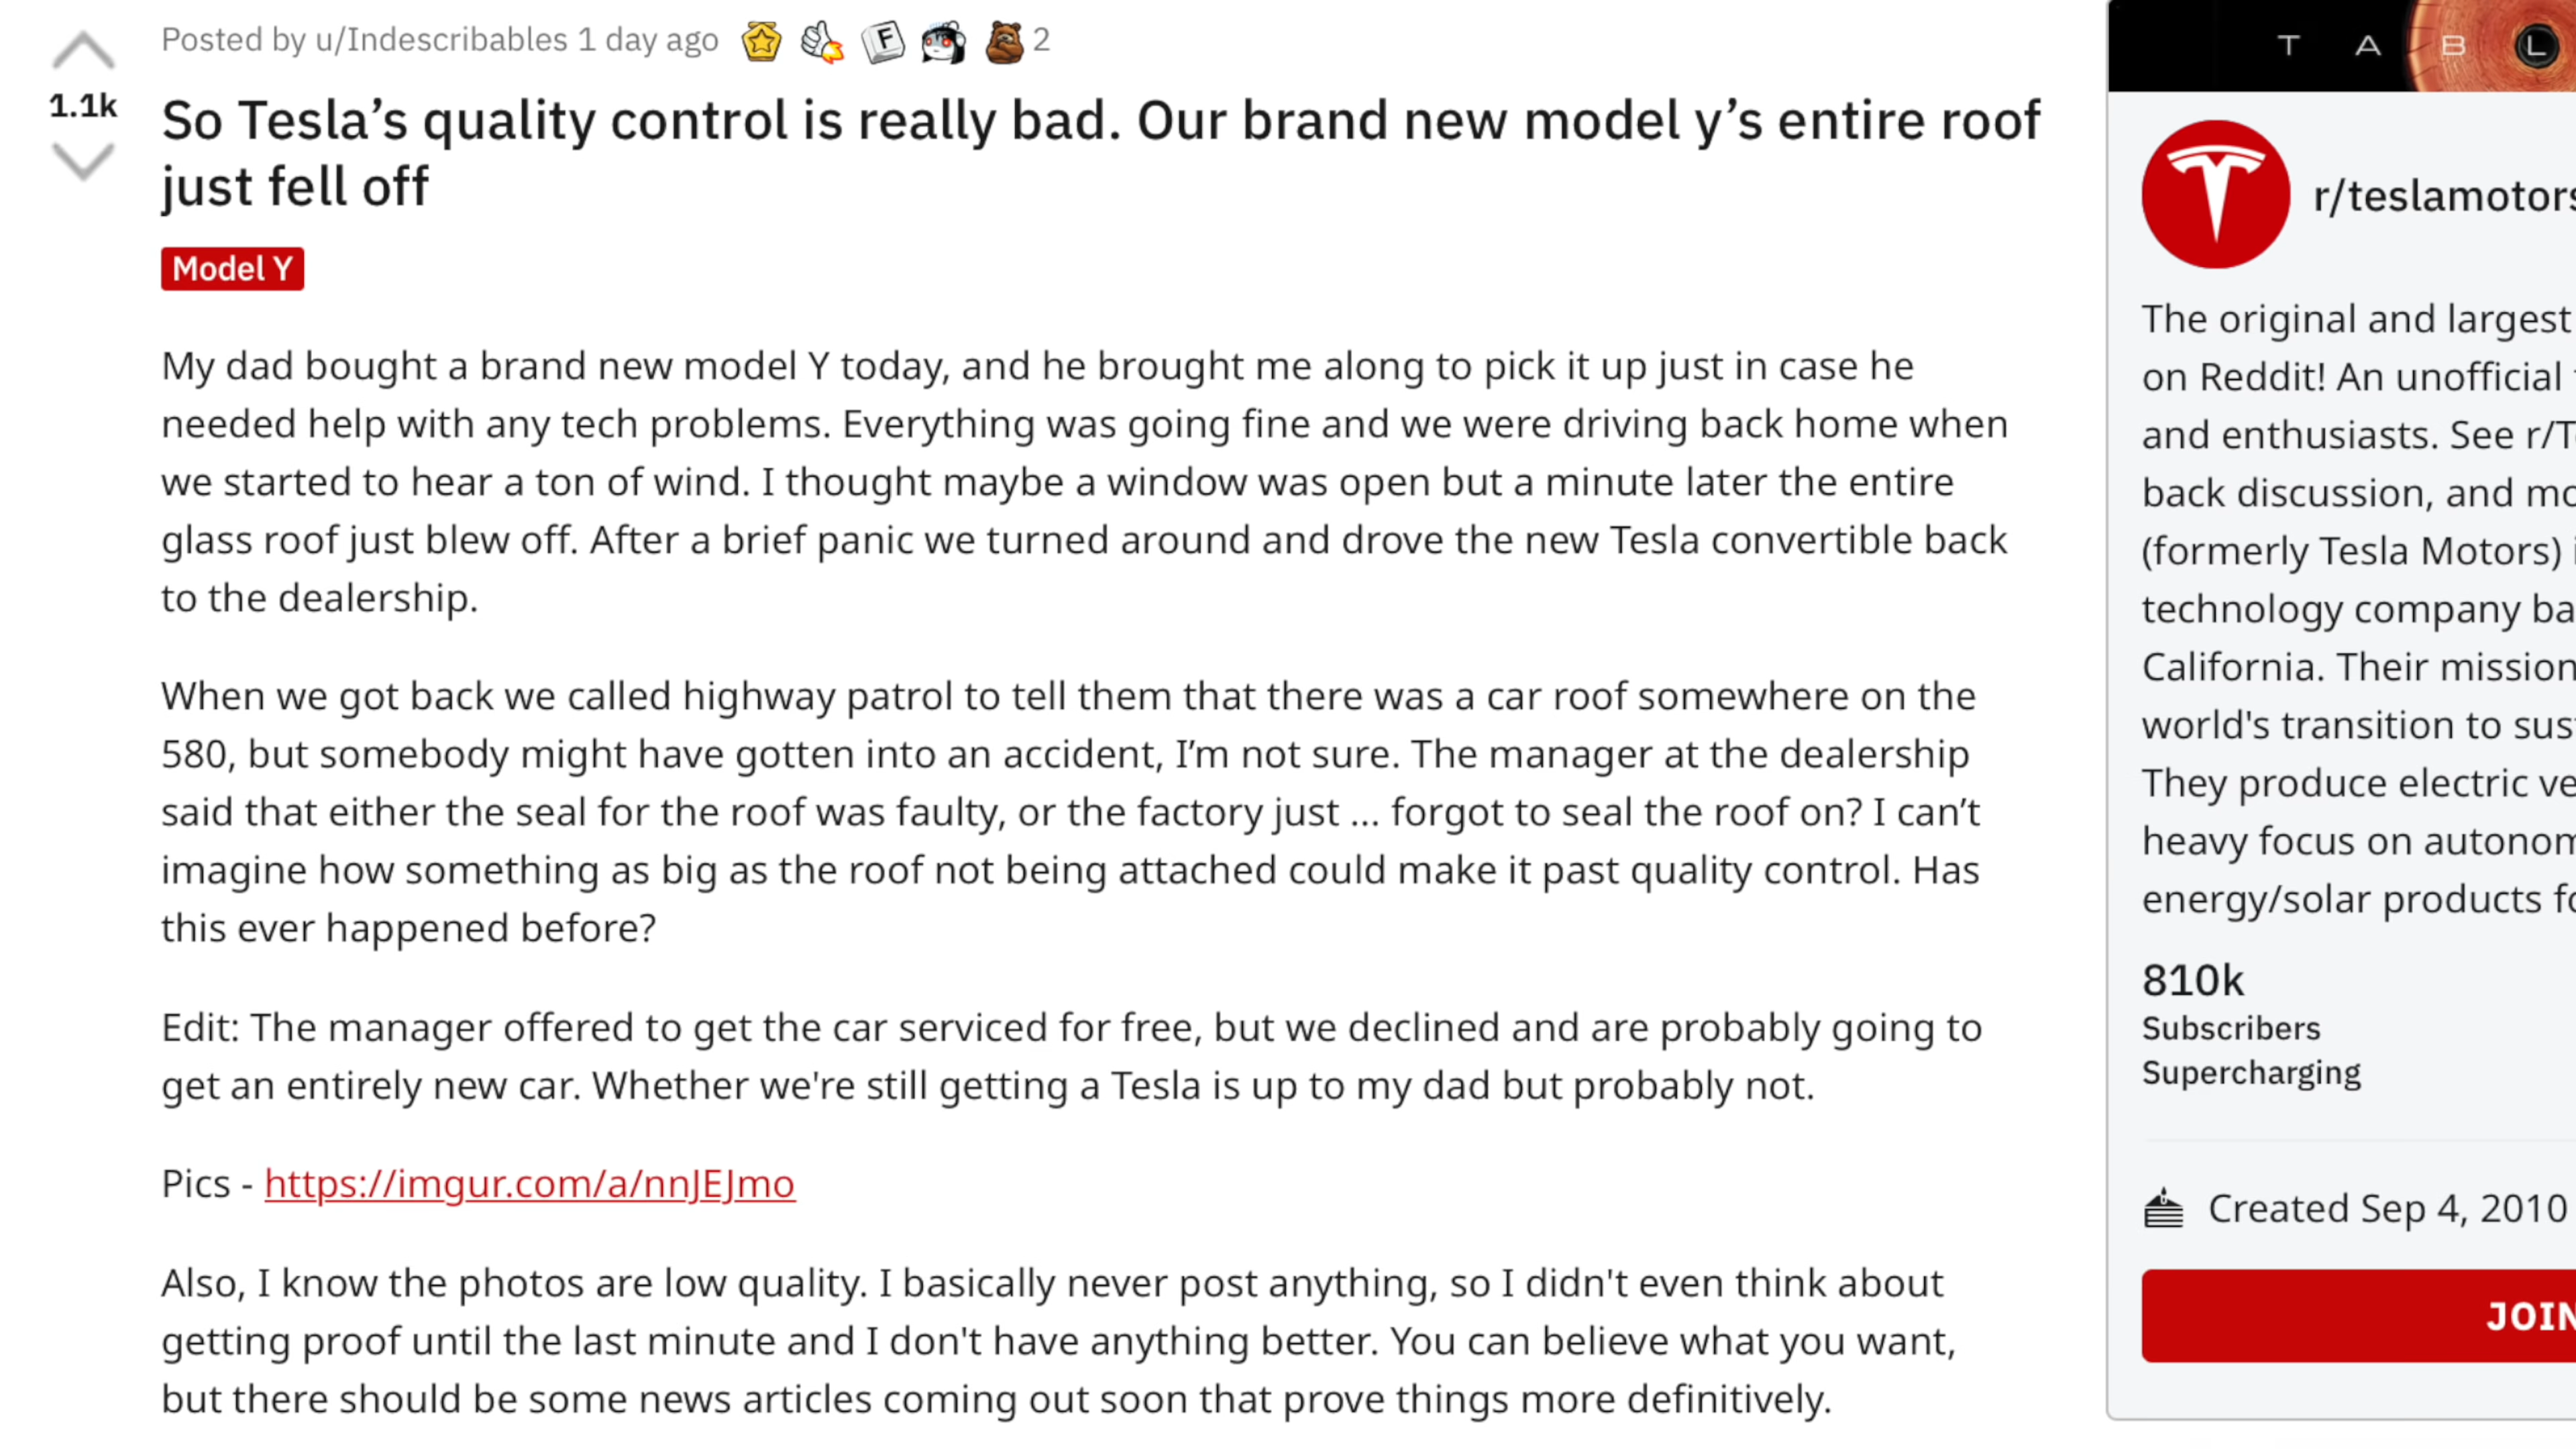 Posted by u/Indescribables 1 day ago 2
1.1k
So Tesla’s quality control is really bad. Our brand new model y’s entire roof
just fell off
Model Y
My dad bought a brand new model Y today, and he brought me along to pick it up just in case he
needed help with any tech problems. Everything was going fine and we were driving back home when
we started to hear a ton of wind. I thought maybe a window was open but a minute later the entire
glass roof just blew off. After a brief panic we turned around and drove the new Tesla convertible back
to the dealership.
When we got back we called highway patrol to tell them that there was a car roof somewhere on the
580, but somebody might have gotten into an accident, I’m not sure. The manager at the dealership
said that either the seal for the roof was faulty, or the factory just ... forgot to seal the roof on? I can’t
imagine how something as big as the roof not being attached could make it past quality control. Has
this ever happened before?
Edit: The manager offered to get the car serviced for free, but we declined and are probably going to
get an entirely new car. Whether we're still getting a Tesla is up to my dad but probably not.
Pics - https://imgur.com/a/nnJEJmo
Also, I know the photos are low quality. I basically never post anything, so I didn't even think about
getting proof until the last minute and I don't have anything better. You can believe what you want,
but there should be some news articles coming out soon that prove things more definitively.
T A B L
r/teslamotors
The original and largest
on Reddit! An unofficial
and enthusiasts. See r/T
back discussion, and mo
(formerly Tesla Motors)
technology company ba
California. Their mission
world's transition to sus
They produce electric ve
heavy focus on autonom
energy/solar products fo
810k
Subscribers
Supercharging
Created Sep 4, 2010
JOIN